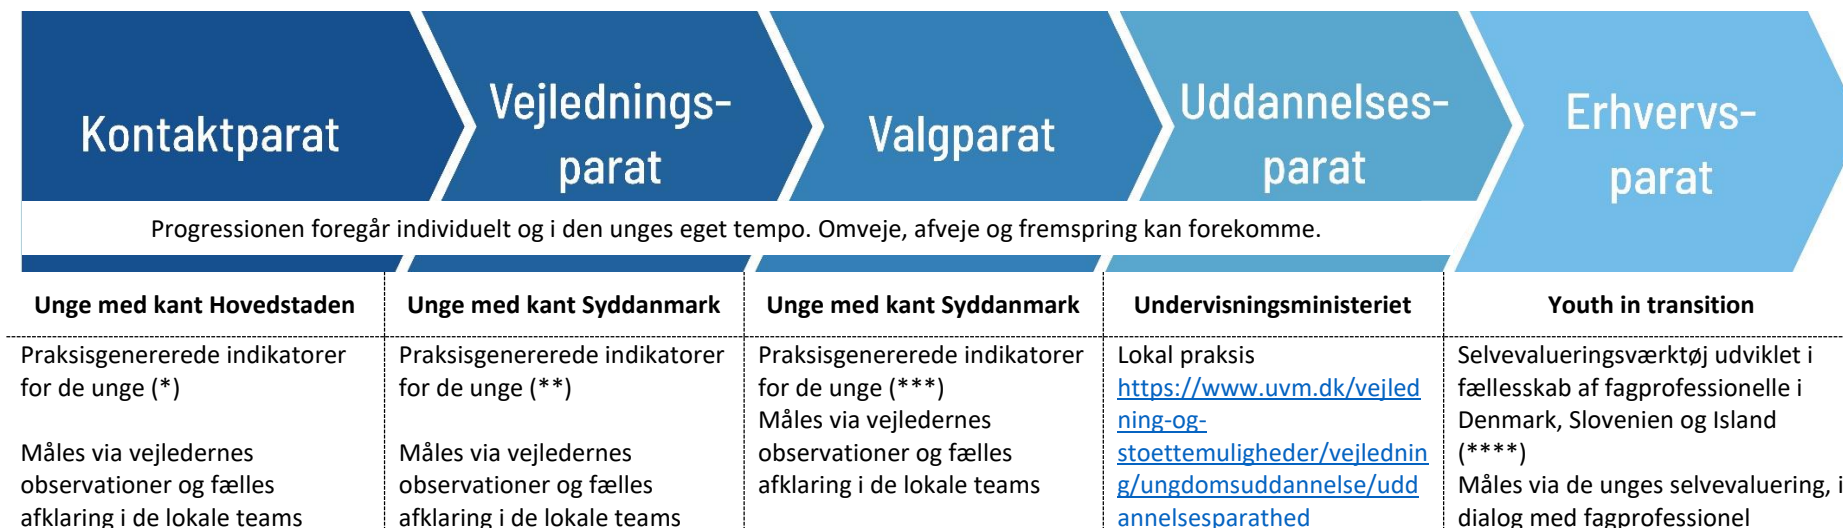 Kontaktparat
Vejlednings-
parat
Valgparat
Uddannelses-
parat
Erhvervs-
parat
Progressionen foregår individuelt og i den unges eget tempo. Omveje, afveje og fremspring kan forekomme.
Unge med kant Hovedstaden
Praksisgenererede indikatorer
for de unge (*)
Måles via vejledernes
observationer og fælles
afklaring i de lokale teams
Unge med kant Syddanmark
Praksisgenererede indikatorer
for de unge (**)
Måles via vejledernes
observationer og fælles
afklaring i de lokale teams
Unge med kant Syddanmark
Praksisgenererede indikatorer
for de unge (***)
Måles via vejledernes
observationer og fælles
afklaring i de lokale teams
Undervisningsministeriet
Lokal praksis
https://www.uvm.dk/vejled
ning-og-
stoettemuligheder/vejlednin
g/ungdomsuddannelse/udd
annelsesparathed
Youth in transition
Selvevalueringsværktøj udviklet i
fællesskab af fagprofessionelle i
Denmark, Slovenien og Island
(****)
Måles via de unges selvevaluering, i
dialog med fagprofessionel